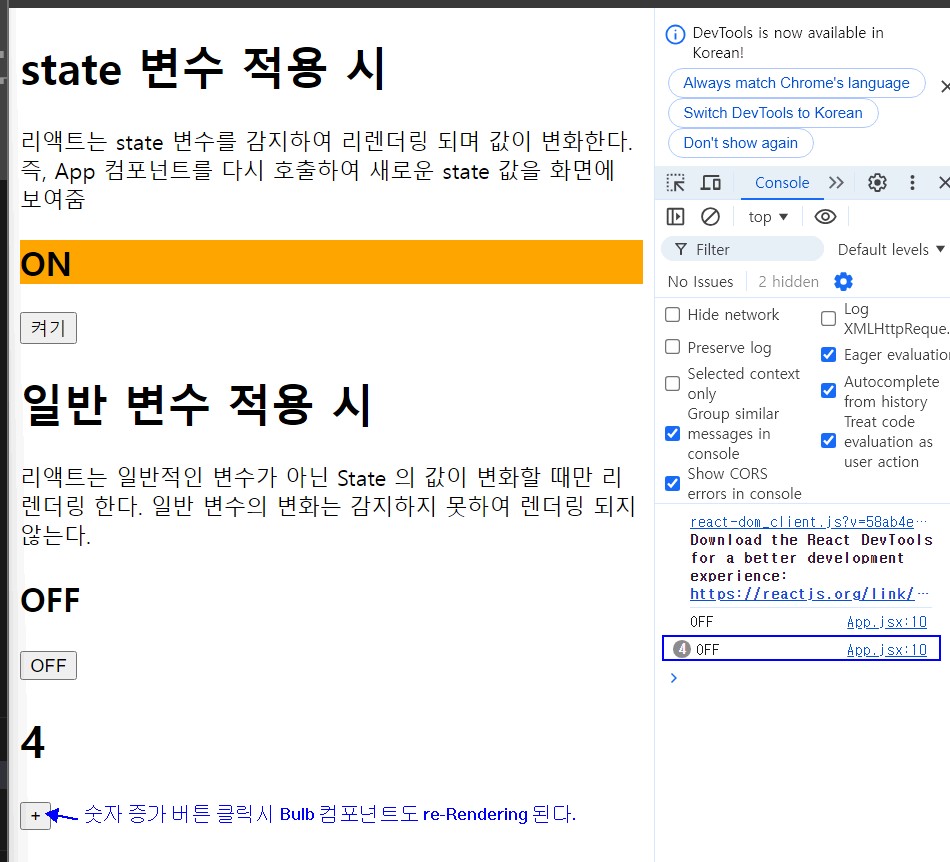 state 변수 적용 시
리액트는 state 변수를 감지하여 리렌더링 되며 값이 변화한다.
즉, App 컴포넌트를 다시 호출하여 새로운 state 값을 화면에
보여줌
ON
켜기
일반 변수 적용 시
리액트는 일반적인 변수가 아닌 State 의 값이 변화할 때만 리
렌더링 한다. 일반 변수의 변화는 감지하지 못하여 렌더링 되지
않는다.
OFF
OFF
4
+
숫자 증가 버튼 클릭시 Bulb 컴포넌트도 re-Rendering 된다.
DevTools is now available in
Korean!
Always match Chrome's language
Switch DevTools to Korean
Don't show again
Console
top
Filter
Default levels
No Issues
2 hidden
Hide network
Log
XMLHttpReque.
Preserve log
Eager evaluation
Selected context
only
Autocomplete
from history
Group similar
messages in
console
Treat code
evaluation as
user action
Show CORS
errors in console
react-dom_client.js?v=58ab4e…
Download the React DevTools
for a better development
experience:
https://reactjs.org/link/…
OFF App.jsx:10
4 OFF App.jsx:10